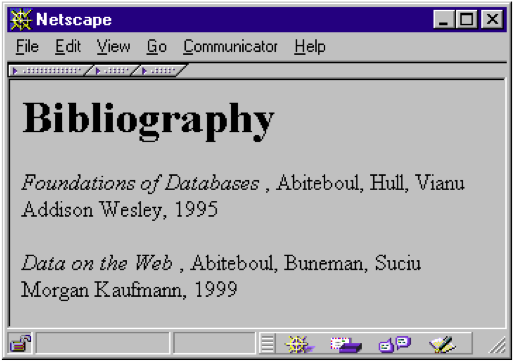 Netscape
File Edit View Go Communicator Help
Bibliography
Foundations of Databases , Abiteboul, Hull, Vianu
Addison Wesley, 1995
Data on the Web , Abiteboul, Buneman, Suciu
Morgan Kaufmann, 1999